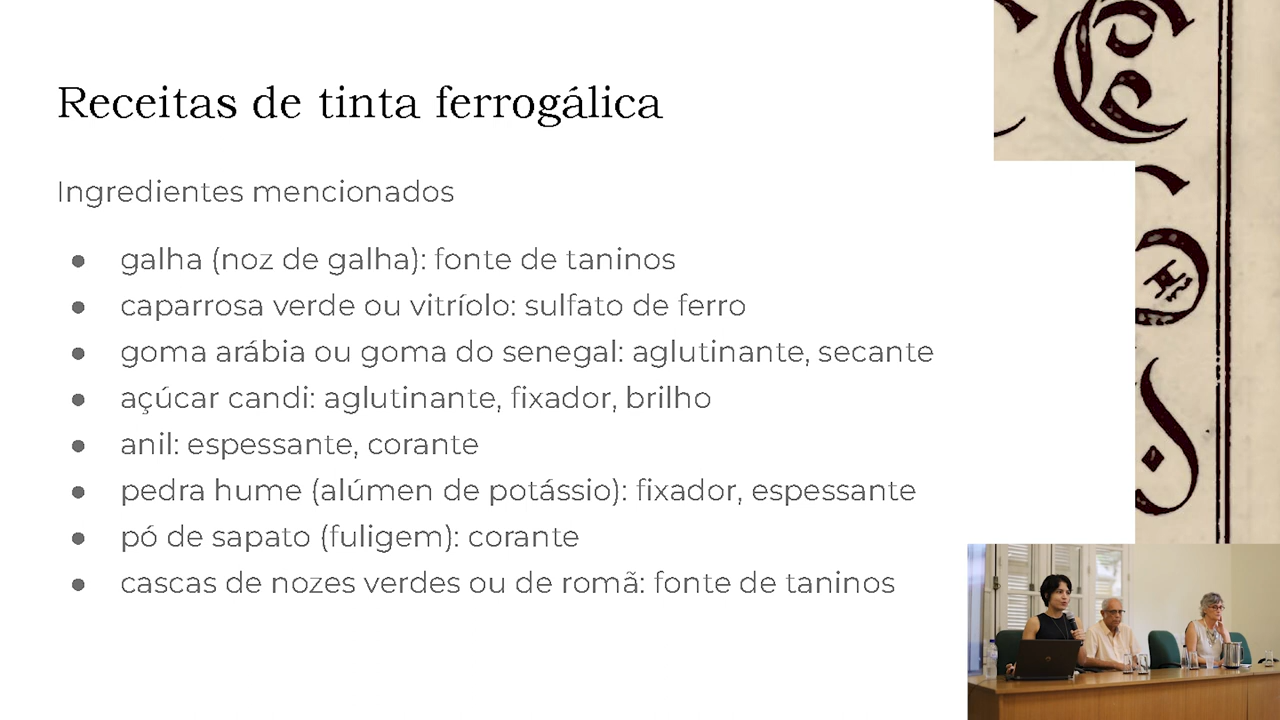 Receitas de tinta ferrogálica
Ingredientes mencionados
● galha (noz de galha): fonte de taninos
● caparrosa verde ou vitríolo: sulfato de ferro
● goma arábia ou goma do senegal: aglutinante, secante
● açúcar candi: aglutinante, fixador, brilho
● anil: espessante, corante
● pedra hume (alúmen de potássio): fixador, espessante
● pó de sapato (fuligem): corante
● cascas de nozes verdes ou de romã: fonte de taninos